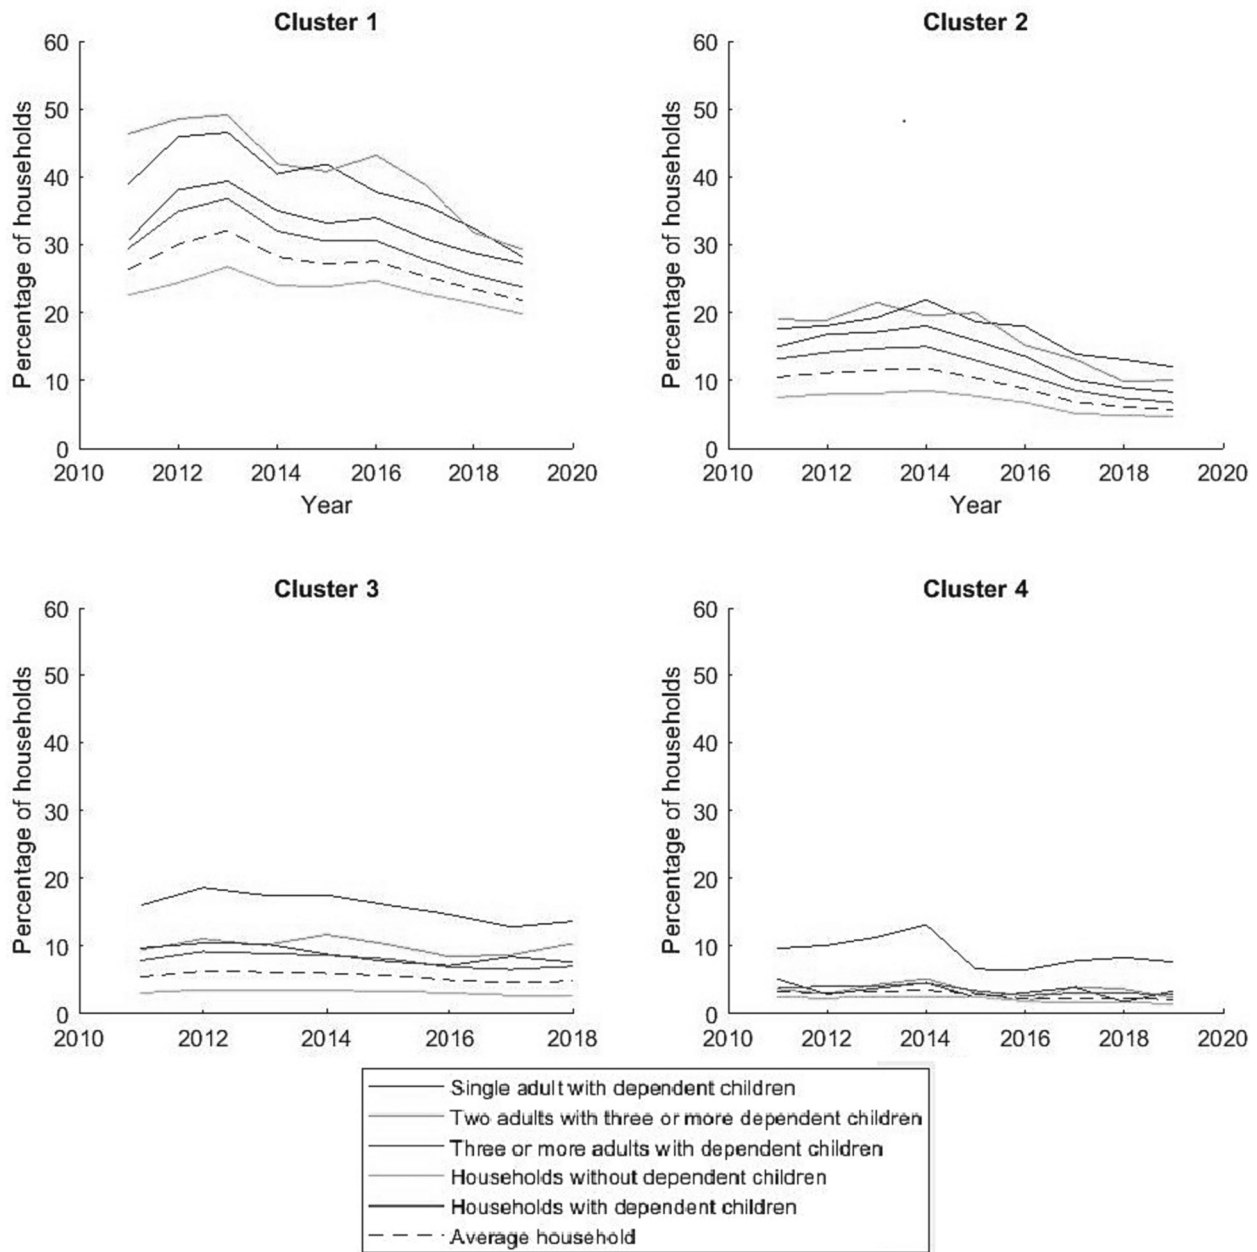 Cluster 1
Percentage of households
60
50
40
30
20
10
0
2010 2012 2014 2016 2018 2020
Year
Cluster 2
Percentage of households
60
50
40
30
20
10
0
2010 2012 2014 2016 2018 2020
Year
Cluster 3
Percentage of households
60
50
40
30
20
10
0
2010 2012 2014 2016 2018
Cluster 4
Percentage of households
60
50
40
30
20
10
0
2010 2012 2014 2016 2018 2020
Single adult with dependent children
Two adults with three or more dependent children
Three or more adults with dependent children
Households without dependent children
Households with dependent children
Average household